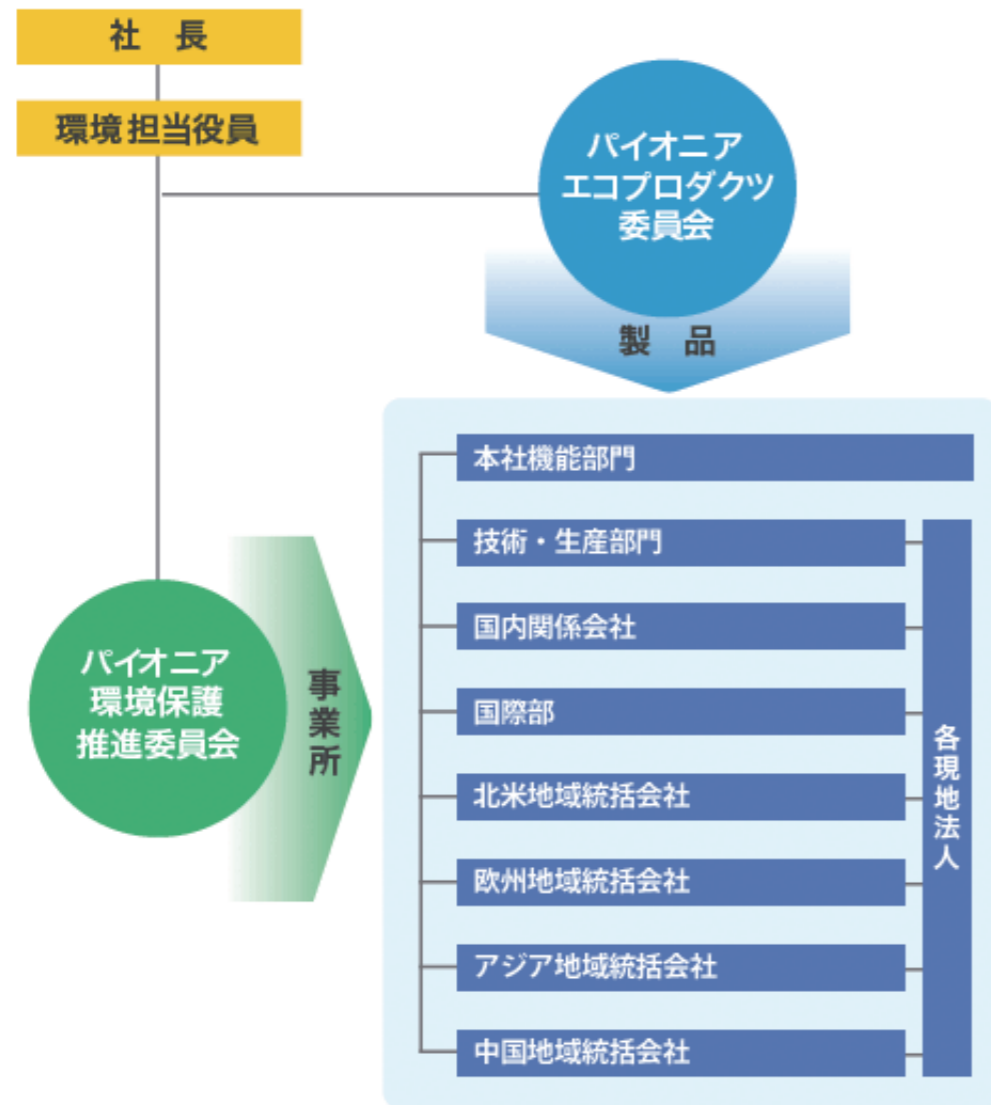 社　長
環境担当役員
パイオニア
エコプロダクツ
委員会
製　品
本社機能部門
技術・生産部門
国内関係会社
国際部
北米地域統括会社
欧州地域統括会社
アジア地域統括会社
中国地域統括会社
各現地法人
パイオニア
環境保護
推進委員会
事業所